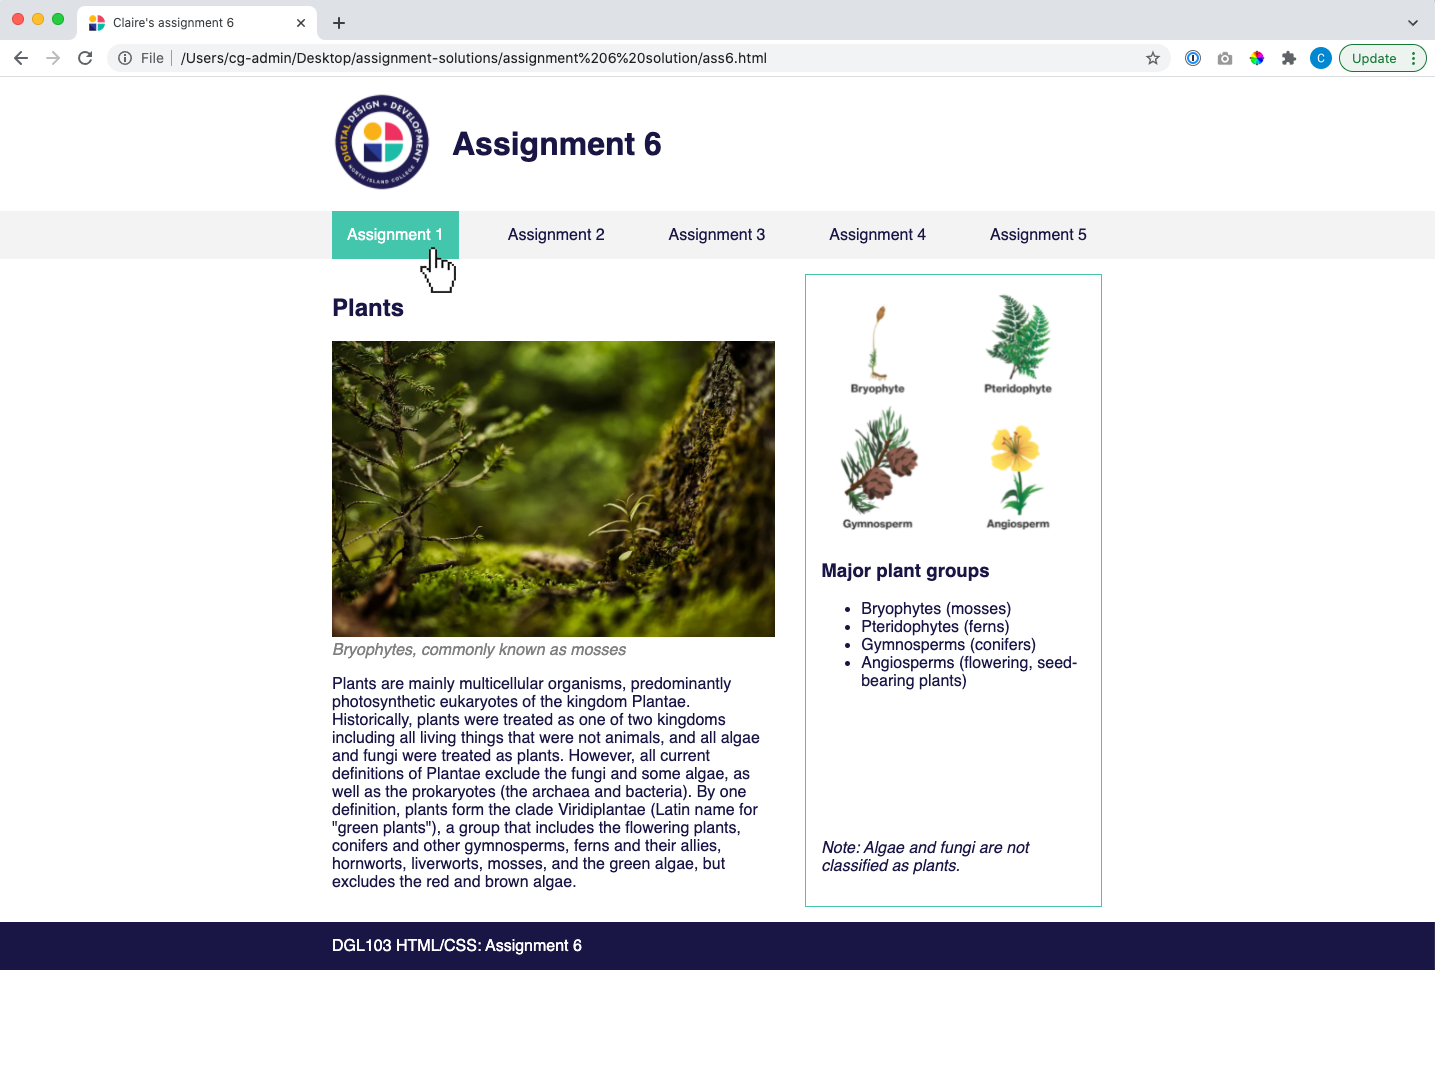 Claire's assignment 6
File
/Users/cg-admin/Desktop/assignment-solutions/assignment%206%20solution/ass6.html
C
Update
DIGITAL DESIGN + DEVELOPMENT
NORTH ISLAND COLLEGE
Assignment 6
Assignment 1
Assignment 2
Assignment 3
Assignment 4
Assignment 5
Plants
Bryophytes, commonly known as mosses
Plants are mainly multicellular organisms, predominantly
photosynthetic eukaryotes of the kingdom Plantae.
Historically, plants were treated as one of two kingdoms
including all living things that were not animals, and all algae
and fungi were treated as plants. However, all current
definitions of Plantae exclude the fungi and some algae, as
well as the prokaryotes (the archaea and bacteria). By one
definition, plants form the clade Viridiplantae (Latin name for
"green plants"), a group that includes the flowering plants,
conifers and other gymnosperms, ferns and their allies,
hornworts, liverworts, mosses, and the green algae, but
excludes the red and brown algae.
Bryophyte
Pteridophyte
Gymnosperm
Angiosperm
Major plant groups
• Bryophytes (mosses)
• Pteridophytes (ferns)
• Gymnosperms (conifers)
• Angiosperms (flowering, seed-
bearing plants)
Note: Algae and fungi are not
classified as plants.
DGL103 HTML/CSS: Assignment 6